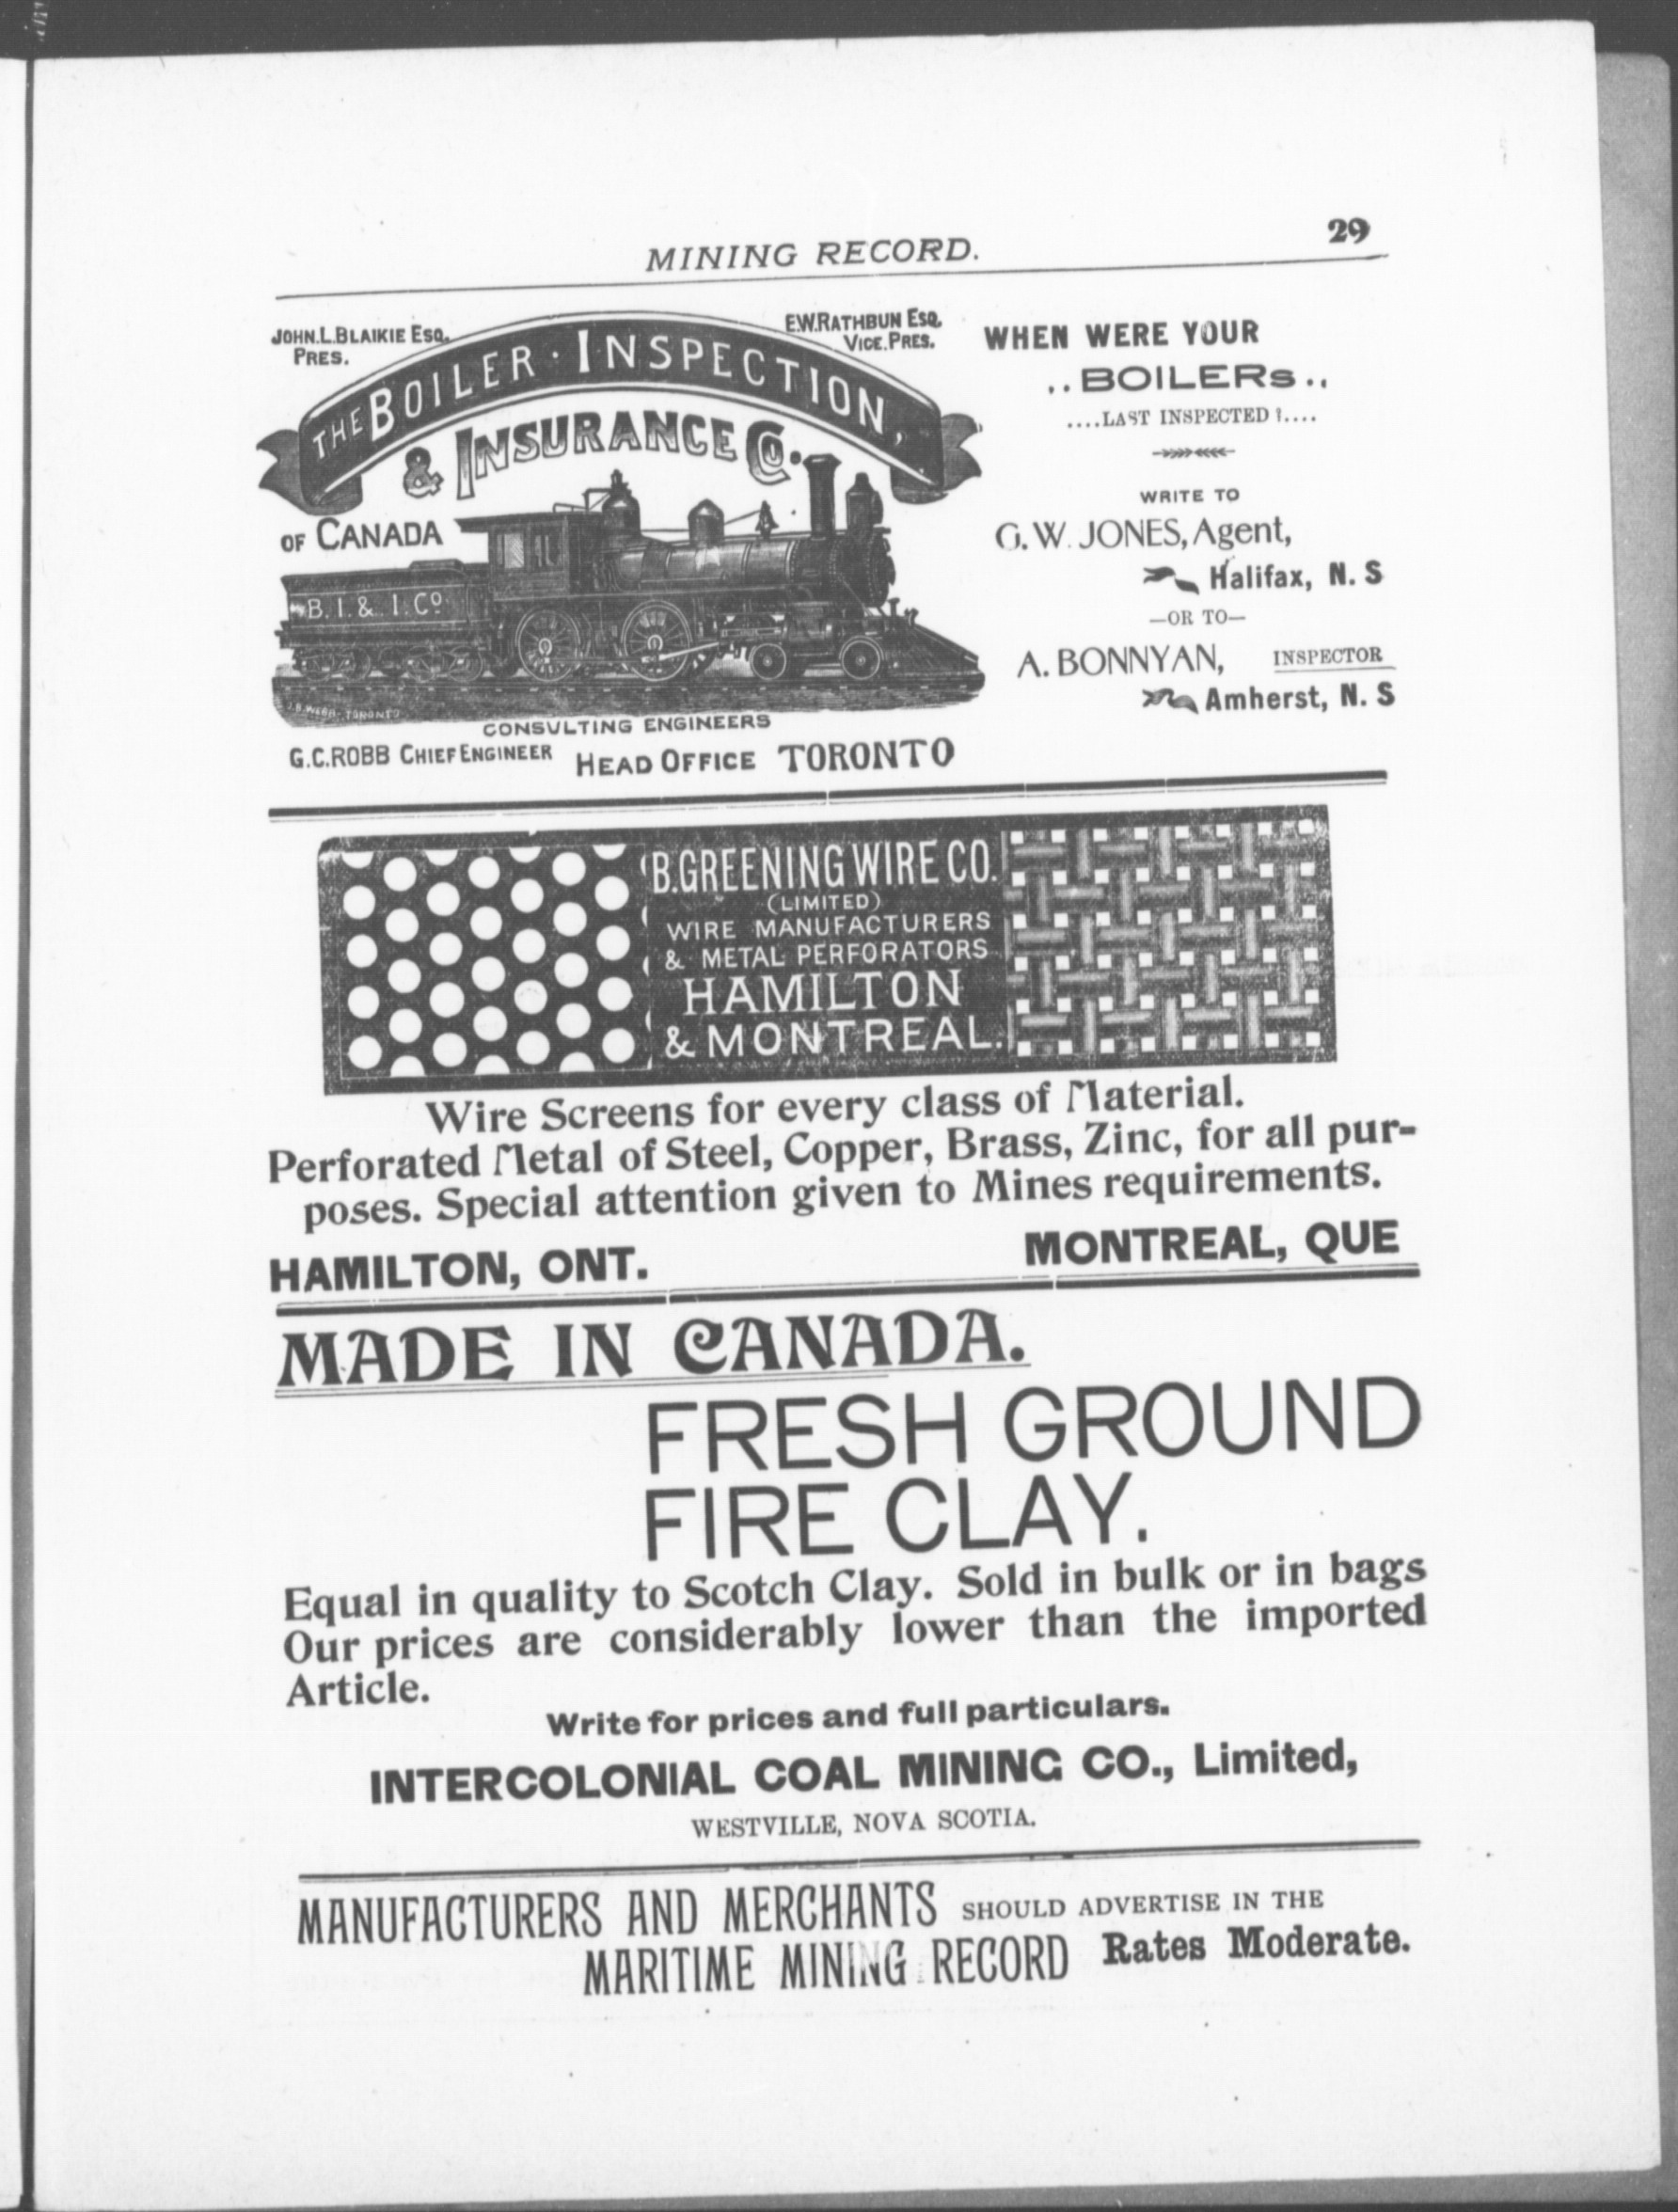 MINING RECORD.
29
JOHN.L.BLAIKIE ESQ.
PRES.
E.W.RATHBUN ESQ.
VICE.PRES.
THE BOILER · INSPECTION,
& INSURANCE Co.
OF CANADA
B. I. & I. Co
J.B.WEBB - TORONTO
CONSULTING ENGINEERS
G.C.ROBB CHIEF ENGINEER HEAD OFFICE TORONTO
WHEN WERE YOUR
..BOILERs..
....LAST INSPECTED?....
WRITE TO
G. W. JONES, Agent,
Halifax, N. S
—OR TO—
A. BONNYAN, INSPECTOR
Amherst, N. S
B.GREENING WIRE CO.
(LIMITED)
WIRE MANUFACTURERS
& METAL PERFORATORS
HAMILTON
& MONTREAL.
Wire Screens for every class of Material.
Perforated Metal of Steel, Copper, Brass, Zinc, for all pur-
poses. Special attention given to Mines requirements.
HAMILTON, ONT. MONTREAL, QUE
MADE IN CANADA.
FRESH GROUND
FIRE CLAY.
Equal in quality to Scotch Clay. Sold in bulk or in bags
Our prices are considerably lower than the imported
Article.
Write for prices and full particulars.
INTERCOLONIAL COAL MINING CO., Limited,
WESTVILLE, NOVA SCOTIA.
MANUFACTURERS AND MERCHANTS SHOULD ADVERTISE IN THE
MARITIME MINING RECORD Rates Moderate.